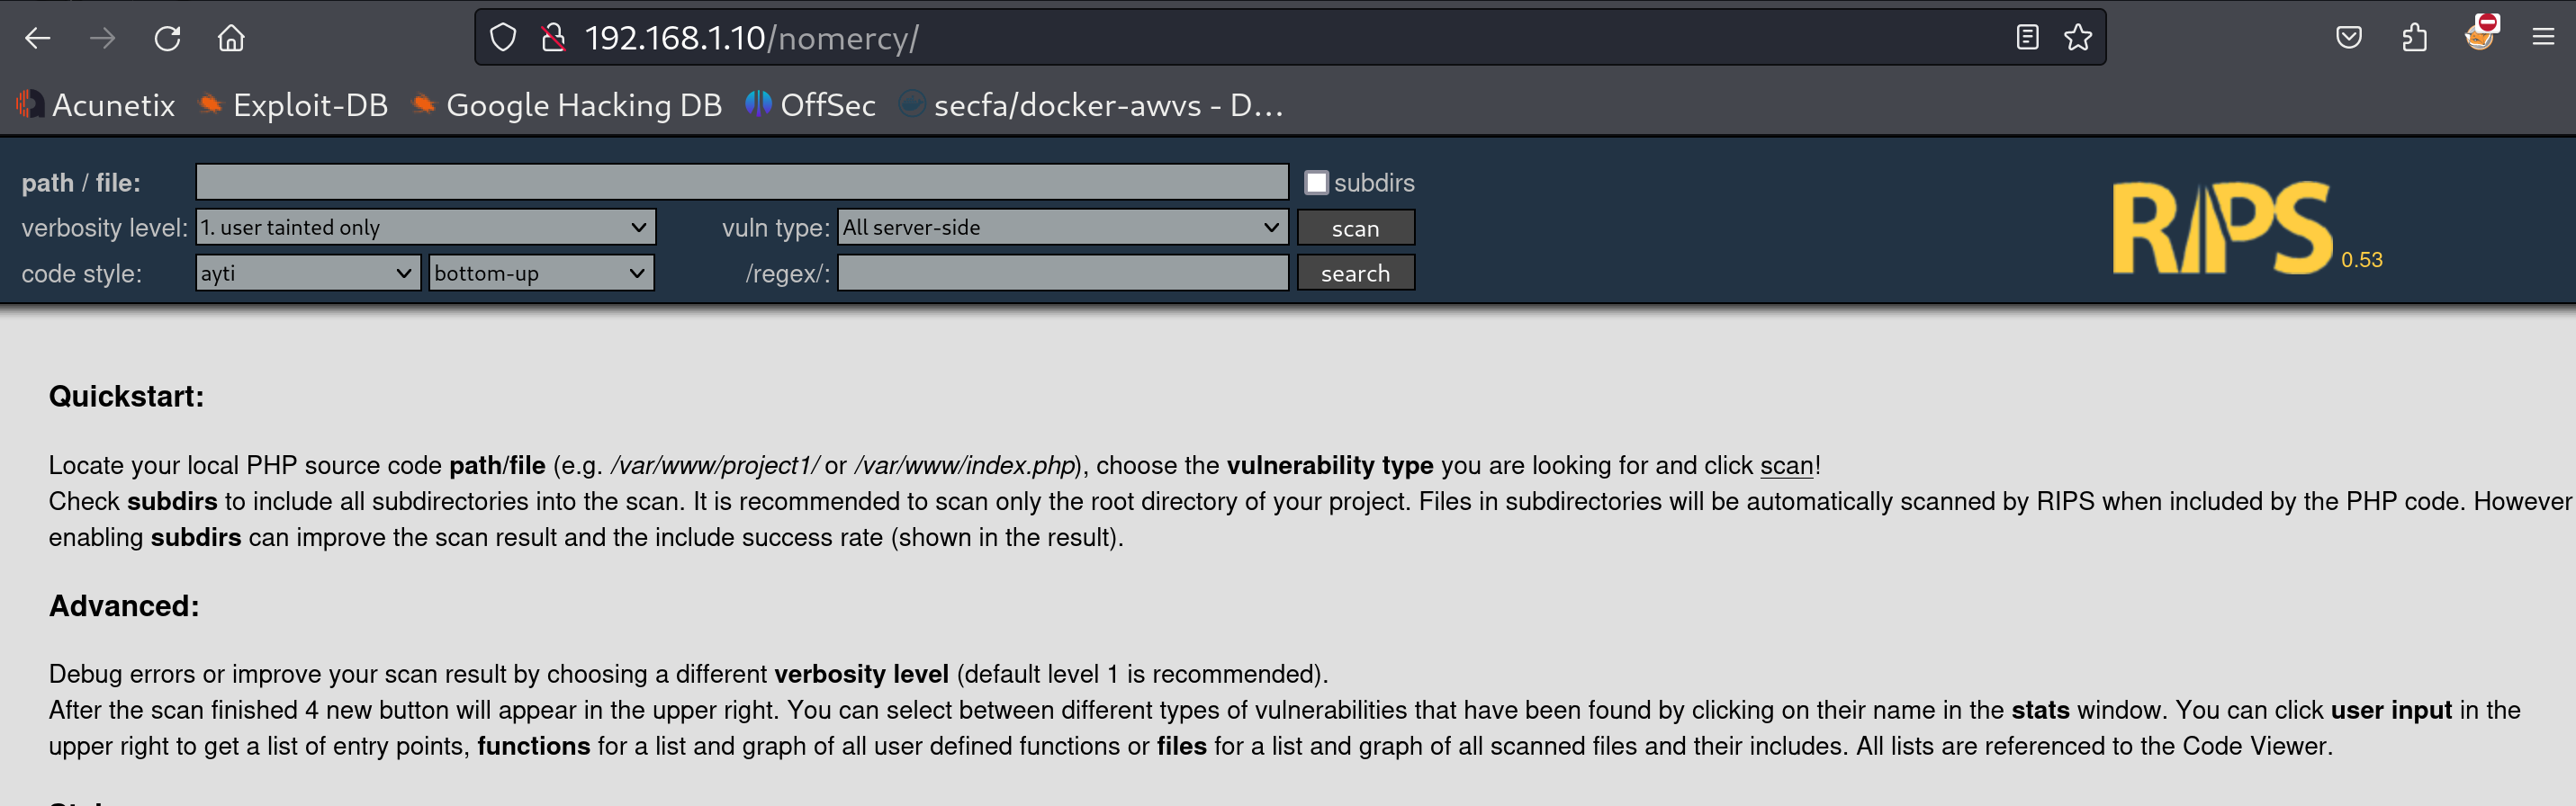 192.168.1.10/nomercy/
Acunetix Exploit-DB Google Hacking DB OffSec secfa/docker-awvs - D…
path / file: subdirs
verbosity level: 1. user tainted only vuln type: All server-side scan
code style: ayti bottom-up /regex/: search
RIPS 0.53
Quickstart:
Locate your local PHP source code path/file (e.g. /var/www/project1/ or /var/www/index.php), choose the vulnerability type you are looking for and click scan!
Check subdirs to include all subdirectories into the scan. It is recommended to scan only the root directory of your project. Files in subdirectories will be automatically scanned by RIPS when included by the PHP code. However
enabling subdirs can improve the scan result and the include success rate (shown in the result).
Advanced:
Debug errors or improve your scan result by choosing a different verbosity level (default level 1 is recommended).
After the scan finished 4 new button will appear in the upper right. You can select between different types of vulnerabilities that have been found by clicking on their name in the stats window. You can click user input in the
upper right to get a list of entry points, functions for a list and graph of all user defined functions or files for a list and graph of all scanned files and their includes. All lists are referenced to the Code Viewer.